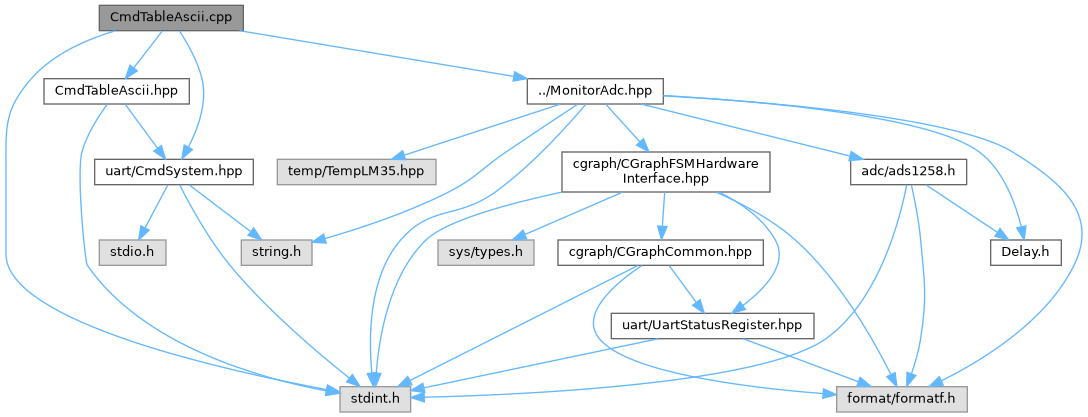 CmdTableAscii.cpp
CmdTableAscii.hpp
../MonitorAdc.hpp
uart/CmdSystem.hpp
temp/TempLM35.hpp
cgraph/CGraphFSMHardware
Interface.hpp
adc/ads1258.h
stdio.h
string.h
sys/types.h
cgraph/CGraphCommon.hpp
Delay.h
uart/UartStatusRegister.hpp
stdint.h
format/formatf.h